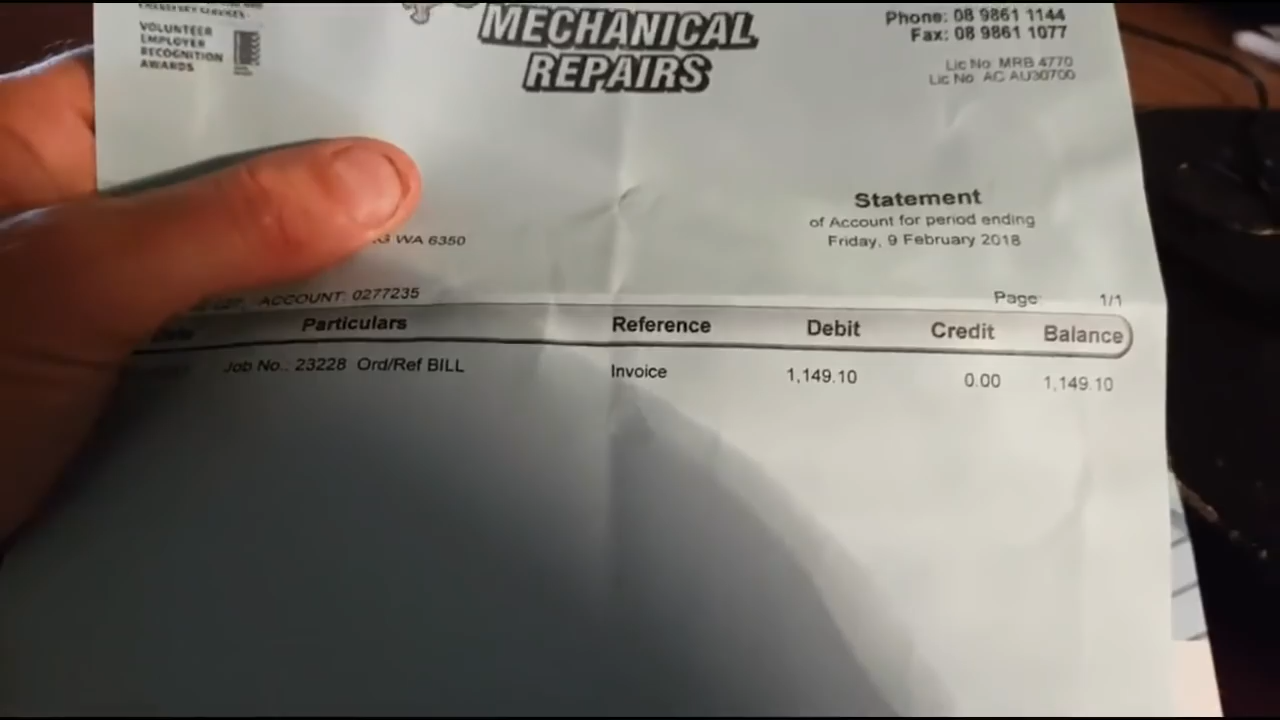 VOLUNTEER
EMPLOYER
RECOGNITION
AWARDS
MECHANICAL
REPAIRS
Phone: 08 9861 1144
Fax: 08 9861 1077
Lic No: MRB 4770
Lic No: AC AU30700
Statement
of Account for period ending
Friday, 9 February 2018
WA 6350
ACCOUNT: 0277235
Page: 1/1
Particulars Reference Debit Credit Balance
Job No.: 23228 Ord/Ref BILL Invoice 1,149.10 0.00 1,149.10